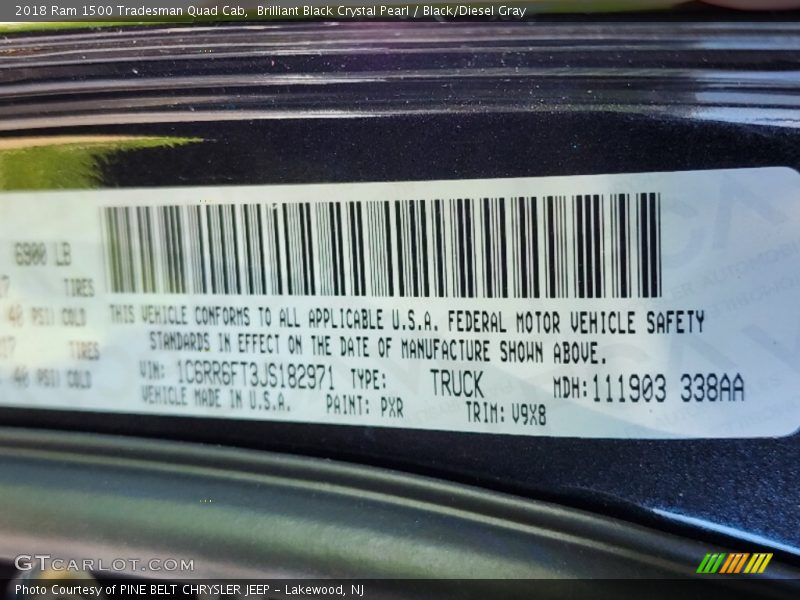 2018 Ram 1500 Tradesman Quad Cab,  Brilliant Black Crystal Pearl / Black/Diesel Gray
6900 LB
TIRES
40 PSI COLD
TIRES
40 PSI COLD
THIS VEHICLE CONFORMS TO ALL APPLICABLE U.S.A. FEDERAL MOTOR VEHICLE SAFETY
STANDARDS IN EFFECT ON THE DATE OF MANUFACTURE SHOWN ABOVE.
VIN: 1C6RR6FT3JS182971 TYPE: TRUCK MDH:111903 338AA
VEHICLE MADE IN U.S.A. PAINT: PXR TRIM: V9X8
GTCARLOT.COM
Photo Courtesy of PINE BELT CHRYSLER JEEP - Lakewood, NJ